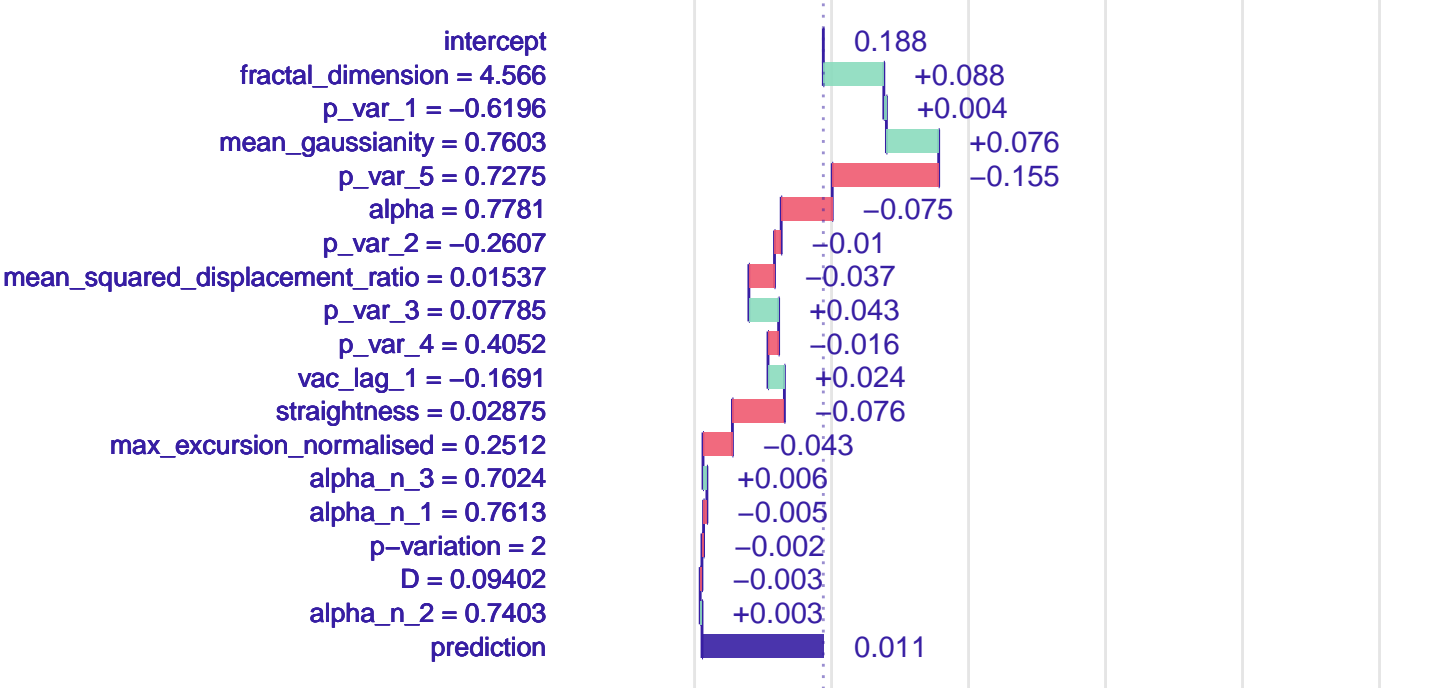 intercept 0.188
fractal_dimension = 4.566 +0.088
p_var_1 = −0.6196 +0.004
mean_gaussianity = 0.7603 +0.076
p_var_5 = 0.7275 −0.155
alpha = 0.7781 −0.075
p_var_2 = −0.2607 −0.01
mean_squared_displacement_ratio = 0.01537 −0.037
p_var_3 = 0.07785 +0.043
p_var_4 = 0.4052 −0.016
vac_lag_1 = −0.1691 +0.024
straightness = 0.02875 −0.076
max_excursion_normalised = 0.2512 −0.043
alpha_n_3 = 0.7024 +0.006
alpha_n_1 = 0.7613 −0.005
p−variation = 2 −0.002
D = 0.09402 −0.003
alpha_n_2 = 0.7403 +0.003
prediction 0.011